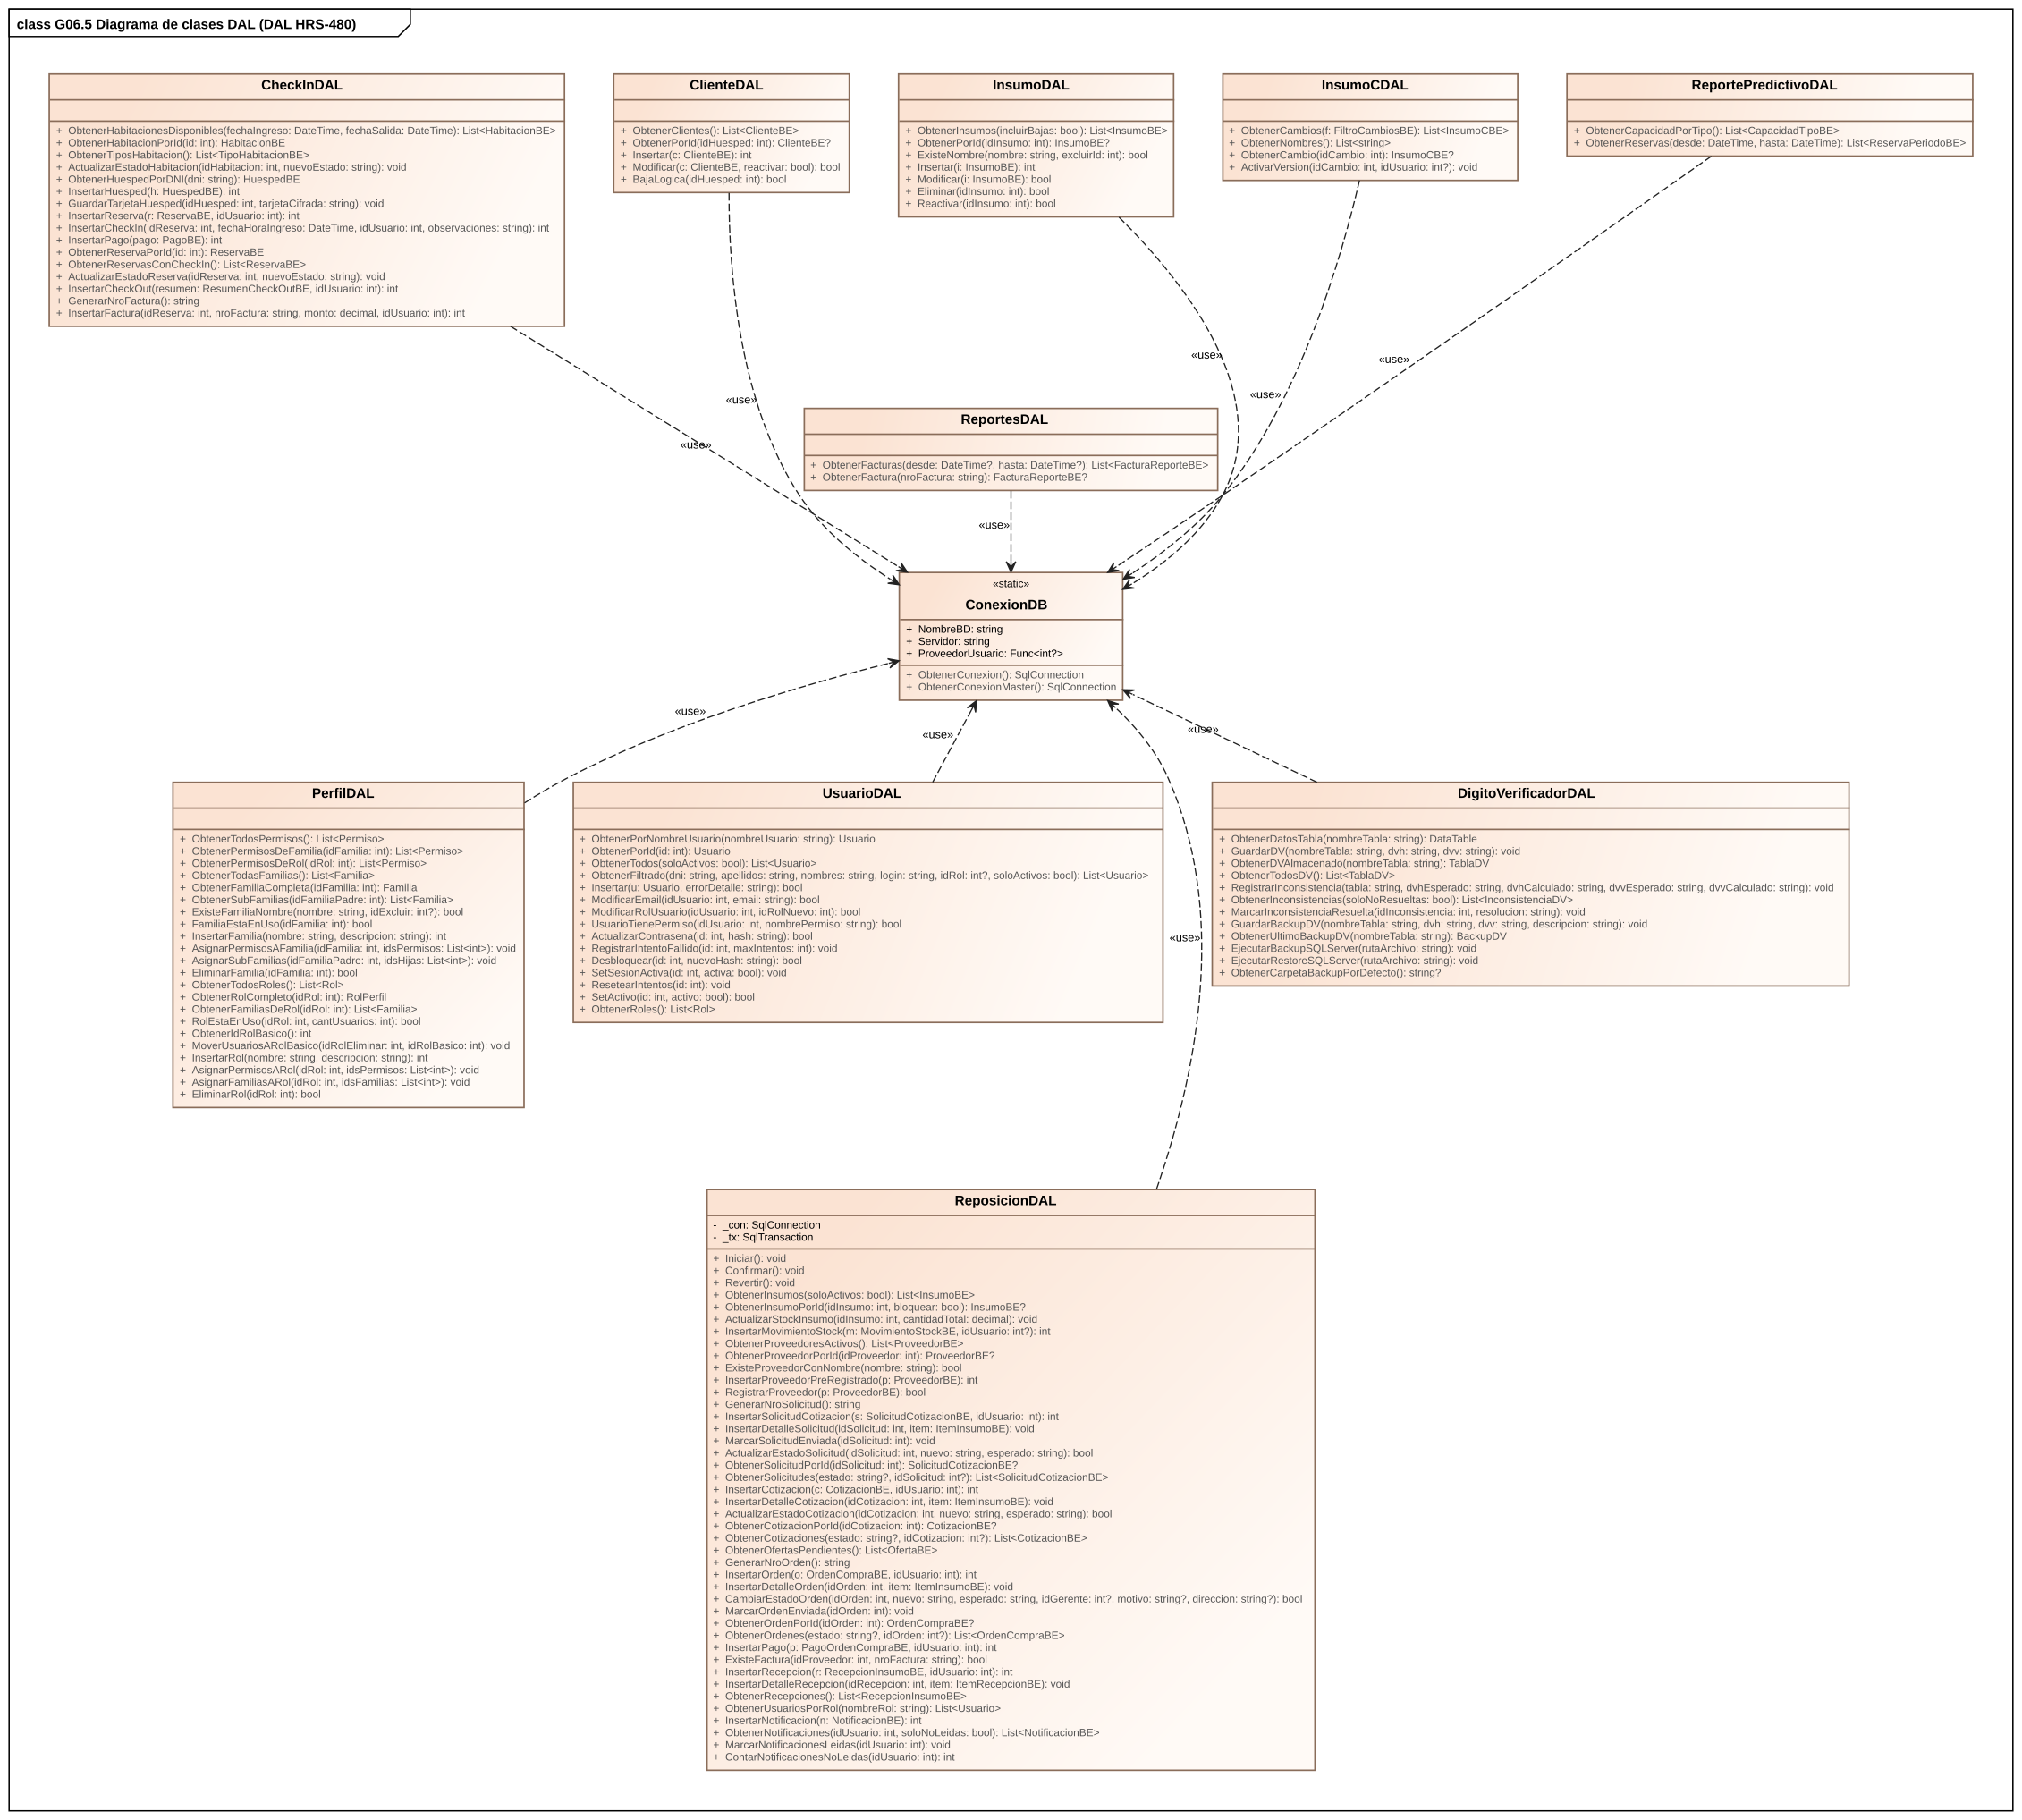 class G06.5 Diagrama de clases DAL (DAL HRS-480)
CheckInDAL
+ ObtenerHabitacionesDisponibles(fechaIngreso: DateTime, fechaSalida: DateTime): List<HabitacionBE>
+ ObtenerHabitacionPorId(id: int): HabitacionBE
+ ObtenerTiposHabitacion(): List<TipoHabitacionBE>
+ ActualizarEstadoHabitacion(idHabitacion: int, nuevoEstado: string): void
+ ObtenerHuespedPorDNI(dni: string): HuespedBE
+ InsertarHuesped(h: HuespedBE): int
+ GuardarTarjetaHuesped(idHuesped: int, tarjetaCifrada: string): void
+ InsertarReserva(r: ReservaBE, idUsuario: int): int
+ InsertarCheckIn(idReserva: int, fechaHoraIngreso: DateTime, idUsuario: int, observaciones: string): int
+ InsertarPago(pago: PagoBE): int
+ ObtenerReservaPorId(id: int): ReservaBE
+ ObtenerReservasConCheckIn(): List<ReservaBE>
+ ActualizarEstadoReserva(idReserva: int, nuevoEstado: string): void
+ InsertarCheckOut(resumen: ResumenCheckOutBE, idUsuario: int): int
+ GenerarNroFactura(): string
+ InsertarFactura(idReserva: int, nroFactura: string, monto: decimal, idUsuario: int): int
ClienteDAL
+ ObtenerClientes(): List<ClienteBE>
+ ObtenerPorId(idHuesped: int): ClienteBE?
+ Insertar(c: ClienteBE): int
+ Modificar(c: ClienteBE, reactivar: bool): bool
+ BajaLogica(idHuesped: int): bool
InsumoDAL
+ ObtenerInsumos(incluirBajas: bool): List<InsumoBE>
+ ObtenerPorId(idInsumo: int): InsumoBE?
+ ExisteNombre(nombre: string, excluirId: int): bool
+ Insertar(i: InsumoBE): int
+ Modificar(i: InsumoBE): bool
+ Eliminar(idInsumo: int): bool
+ Reactivar(idInsumo: int): bool
InsumoCDAL
+ ObtenerCambios(f: FiltroCambiosBE): List<InsumoCBE>
+ ObtenerNombres(): List<string>
+ ObtenerCambio(idCambio: int): InsumoCBE?
+ ActivarVersion(idCambio: int, idUsuario: int?): void
ReportePredictivoDAL
+ ObtenerCapacidadPorTipo(): List<CapacidadTipoBE>
+ ObtenerReservas(desde: DateTime, hasta: DateTime): List<ReservaPeriodoBE>
«use»
«use»
«use»
«use»
«use»
ReportesDAL
+ ObtenerFacturas(desde: DateTime?, hasta: DateTime?): List<FacturaReporteBE>
+ ObtenerFactura(nroFactura: string): FacturaReporteBE?
«use»
«static»
ConexionDB
+ NombreBD: string
+ Servidor: string
+ ProveedorUsuario: Func<int?>
+ ObtenerConexion(): SqlConnection
+ ObtenerConexionMaster(): SqlConnection
«use»
«use»
«use»
«use»
PerfilDAL
+ ObtenerTodosPermisos(): List<Permiso>
+ ObtenerPermisosDeFamilia(idFamilia: int): List<Permiso>
+ ObtenerPermisosDeRol(idRol: int): List<Permiso>
+ ObtenerTodasFamilias(): List<Familia>
+ ObtenerFamiliaCompleta(idFamilia: int): Familia
+ ObtenerSubFamilias(idFamiliaPadre: int): List<Familia>
+ ExisteFamiliaNombre(nombre: string, idExcluir: int?): bool
+ FamiliaEstaEnUso(idFamilia: int): bool
+ InsertarFamilia(nombre: string, descripcion: string): int
+ AsignarPermisosAFamilia(idFamilia: int, idsPermisos: List<int>): void
+ AsignarSubFamilias(idFamiliaPadre: int, idsHijas: List<int>): void
+ EliminarFamilia(idFamilia: int): bool
+ ObtenerTodosRoles(): List<Rol>
+ ObtenerRolCompleto(idRol: int): RolPerfil
+ ObtenerFamiliasDeRol(idRol: int): List<Familia>
+ RolEstaEnUso(idRol: int, cantUsuarios: int): bool
+ ObtenerIdRolBasico(): int
+ MoverUsuariosARolBasico(idRolEliminar: int, idRolBasico: int): void
+ InsertarRol(nombre: string, descripcion: string): int
+ AsignarPermisosARol(idRol: int, idsPermisos: List<int>): void
+ AsignarFamiliasARol(idRol: int, idsFamilias: List<int>): void
+ EliminarRol(idRol: int): bool
UsuarioDAL
+ ObtenerPorNombreUsuario(nombreUsuario: string): Usuario
+ ObtenerPorId(id: int): Usuario
+ ObtenerTodos(soloActivos: bool): List<Usuario>
+ ObtenerFiltrado(dni: string, apellidos: string, nombres: string, login: string, idRol: int?, soloActivos: bool): List<Usuario>
+ Insertar(u: Usuario, errorDetalle: string): bool
+ ModificarEmail(idUsuario: int, email: string): bool
+ ModificarRolUsuario(idUsuario: int, idRolNuevo: int): bool
+ UsuarioTienePermiso(idUsuario: int, nombrePermiso: string): bool
+ ActualizarContrasena(id: int, hash: string): bool
+ RegistrarIntentoFallido(id: int, maxIntentos: int): void
+ Desbloquear(id: int, nuevoHash: string): bool
+ SetSesionActiva(id: int, activa: bool): void
+ ResetearIntentos(id: int): void
+ SetActivo(id: int, activo: bool): bool
+ ObtenerRoles(): List<Rol>
DigitoVerificadorDAL
+ ObtenerDatosTabla(nombreTabla: string): DataTable
+ GuardarDV(nombreTabla: string, dvh: string, dvv: string): void
+ ObtenerDVAlmacenado(nombreTabla: string): TablaDV
+ ObtenerTodosDV(): List<TablaDV>
+ RegistrarInconsistencia(tabla: string, dvhEsperado: string, dvhCalculado: string, dvvEsperado: string, dvvCalculado: string): void
+ ObtenerInconsistencias(soloNoResueltas: bool): List<InconsistenciaDV>
+ MarcarInconsistenciaResuelta(idInconsistencia: int, resolucion: string): void
+ GuardarBackupDV(nombreTabla: string, dvh: string, dvv: string, descripcion: string): void
+ ObtenerUltimoBackupDV(nombreTabla: string): BackupDV
+ EjecutarBackupSQLServer(rutaArchivo: string): void
+ EjecutarRestoreSQLServer(rutaArchivo: string): void
+ ObtenerCarpetaBackupPorDefecto(): string?
ReposicionDAL
- _con: SqlConnection
- _tx: SqlTransaction
+ Iniciar(): void
+ Confirmar(): void
+ Revertir(): void
+ ObtenerInsumos(soloActivos: bool): List<InsumoBE>
+ ObtenerInsumoPorId(idInsumo: int, bloquear: bool): InsumoBE?
+ ActualizarStockInsumo(idInsumo: int, cantidadTotal: decimal): void
+ InsertarMovimientoStock(m: MovimientoStockBE, idUsuario: int?): int
+ ObtenerProveedoresActivos(): List<ProveedorBE>
+ ObtenerProveedorPorId(idProveedor: int): ProveedorBE?
+ ExisteProveedorConNombre(nombre: string): bool
+ InsertarProveedorPreRegistrado(p: ProveedorBE): int
+ RegistrarProveedor(p: ProveedorBE): bool
+ GenerarNroSolicitud(): string
+ InsertarSolicitudCotizacion(s: SolicitudCotizacionBE, idUsuario: int): int
+ InsertarDetalleSolicitud(idSolicitud: int, item: ItemInsumoBE): void
+ MarcarSolicitudEnviada(idSolicitud: int): void
+ ActualizarEstadoSolicitud(idSolicitud: int, nuevo: string, esperado: string): bool
+ ObtenerSolicitudPorId(idSolicitud: int): SolicitudCotizacionBE?
+ ObtenerSolicitudes(estado: string?, idSolicitud: int?): List<SolicitudCotizacionBE>
+ InsertarCotizacion(c: CotizacionBE, idUsuario: int): int
+ InsertarDetalleCotizacion(idCotizacion: int, item: ItemInsumoBE): void
+ ActualizarEstadoCotizacion(idCotizacion: int, nuevo: string, esperado: string): bool
+ ObtenerCotizacionPorId(idCotizacion: int): CotizacionBE?
+ ObtenerCotizaciones(estado: string?, idCotizacion: int?): List<CotizacionBE>
+ ObtenerOfertasPendientes(): List<OfertaBE>
+ GenerarNroOrden(): string
+ InsertarOrden(o: OrdenCompraBE, idUsuario: int): int
+ InsertarDetalleOrden(idOrden: int, item: ItemInsumoBE): void
+ CambiarEstadoOrden(idOrden: int, nuevo: string, esperado: string, idGerente: int?, motivo: string?, direccion: string?): bool
+ MarcarOrdenEnviada(idOrden: int): void
+ ObtenerOrdenPorId(idOrden: int): OrdenCompraBE?
+ ObtenerOrdenes(estado: string?, idOrden: int?): List<OrdenCompraBE>
+ InsertarPago(p: PagoOrdenCompraBE, idUsuario: int): int
+ ExisteFactura(idProveedor: int, nroFactura: string): bool
+ InsertarRecepcion(r: RecepcionInsumoBE, idUsuario: int): int
+ InsertarDetalleRecepcion(idRecepcion: int, item: ItemRecepcionBE): void
+ ObtenerRecepciones(): List<RecepcionInsumoBE>
+ ObtenerUsuariosPorRol(nombreRol: string): List<Usuario>
+ InsertarNotificacion(n: NotificacionBE): int
+ ObtenerNotificaciones(idUsuario: int, soloNoLeidas: bool): List<NotificacionBE>
+ MarcarNotificacionesLeidas(idUsuario: int): void
+ ContarNotificacionesNoLeidas(idUsuario: int): int